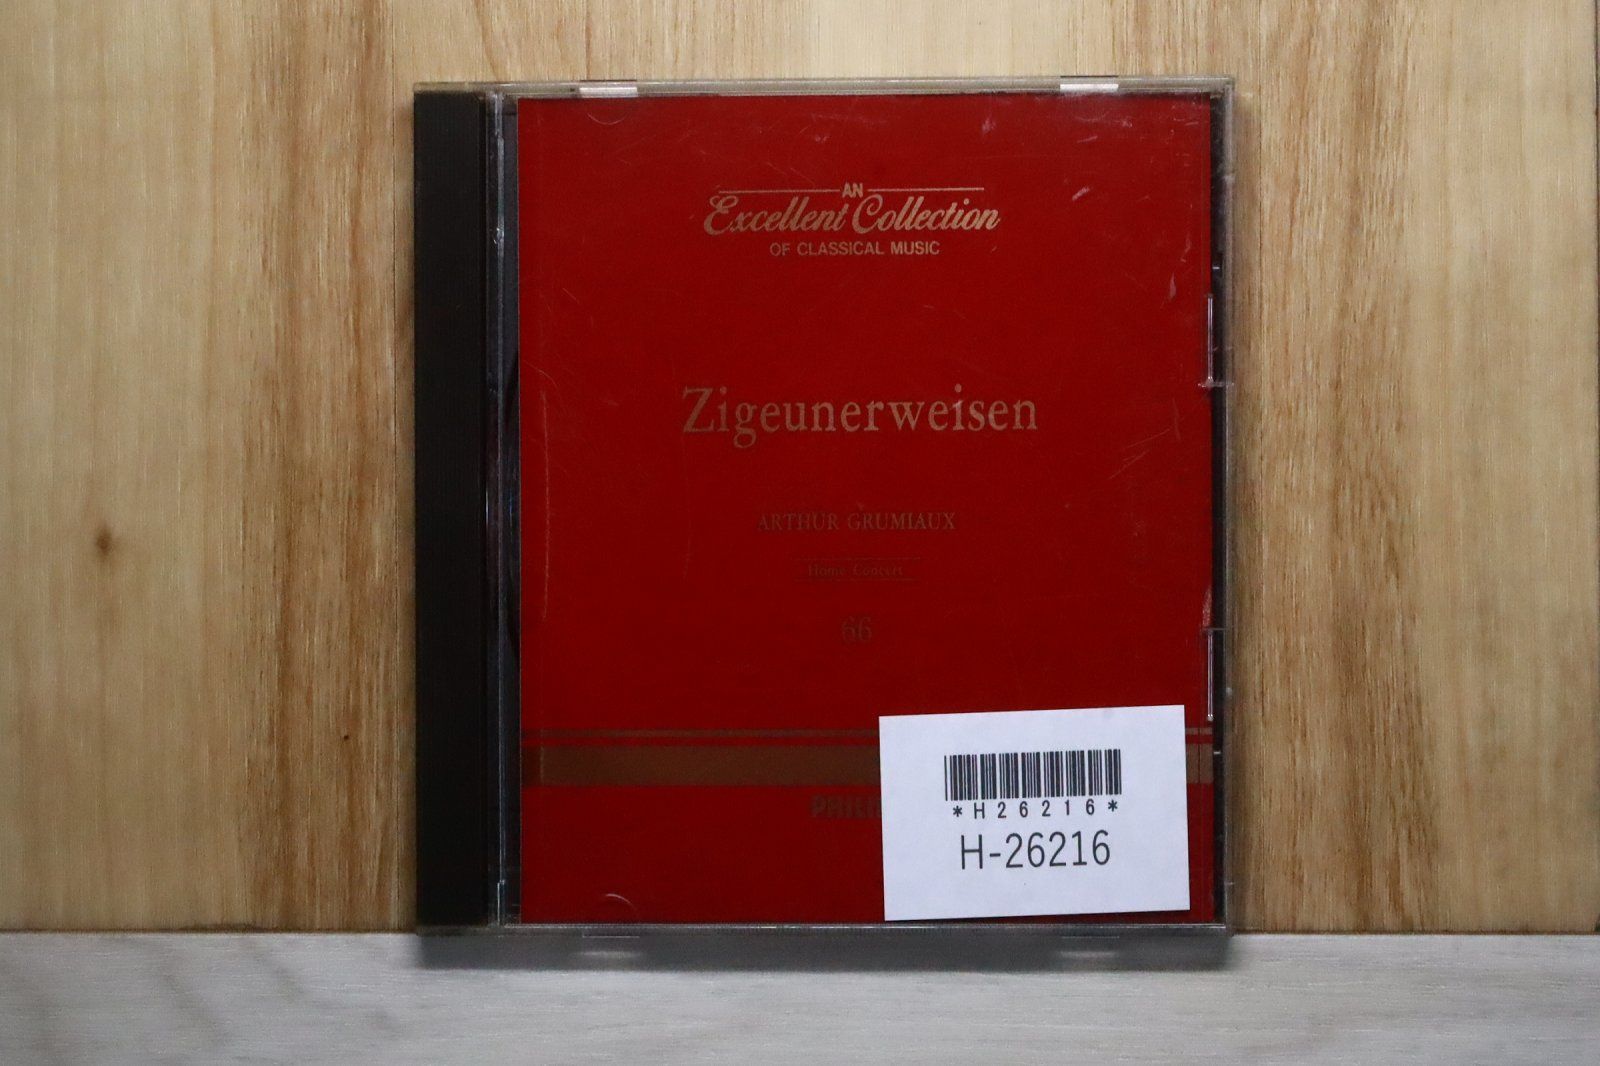 AN
Excellent Collection
OF CLASSICAL MUSIC
Zigeunerweisen
ARTHUR GRUMIAUX
Home Concert
66
*H26216*
H-26216